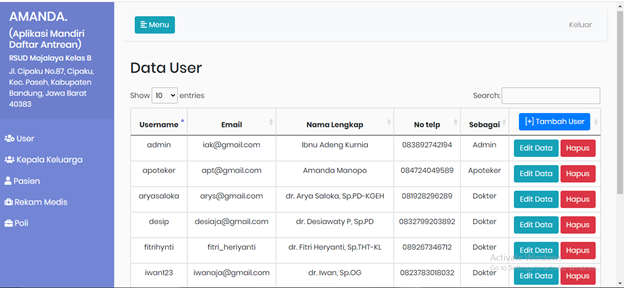 AMANDA.
(Aplikasi Mandiri
Daftar Antrean)
RSUD Majalaya Kelas B
Jl. Cipaku No.87, Cipaku,
Kec. Paseh, Kabupaten
Bandung, Jawa Barat
40383
User
Kepala Keluarga
Pasien
Rekam Medis
Poli
Menu
Keluar
Data User
Show 10 entries
Search:
Username Email Nama Lengkap No telp Sebagai [+] Tambah User
admin iak@gmail.com Ibnu Adeng Kurnia 083892742194 Admin Edit Data Hapus
apoteker apt@gmail.com Amanda Manopo 084724049589 Apoteker Edit Data Hapus
aryasaloka arys@gmail.com dr. Arya Saloka, Sp.PD-KGEH 081928296289 Dokter Edit Data Hapus
desip desiaja@gmail.com dr. Desiawaty P, Sp.PD 0832799203892 Dokter Edit Data Hapus
fitrihynti fitri_heriyanti dr. Fitri Heryanti, Sp.THT-KL 089267346712 Dokter Edit Data Hapus
iwan123 iwanaja@gmail.com dr. Iwan, Sp.OG 0823783018032 Dokter Edit Data Hapus